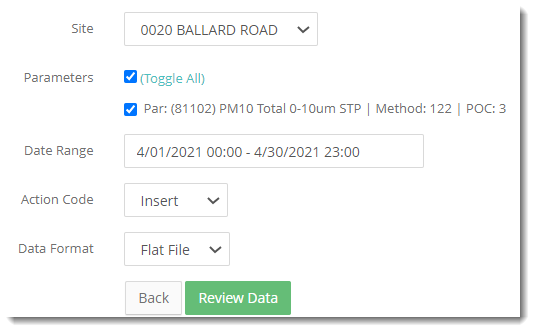 Site 0020 BALLARD ROAD
Parameters (Toggle All)
Par: (81102) PM10 Total 0-10um STP | Method: 122 | POC: 3
Date Range 4/01/2021 00:00 - 4/30/2021 23:00
Action Code Insert
Data Format Flat File
Back Review Data